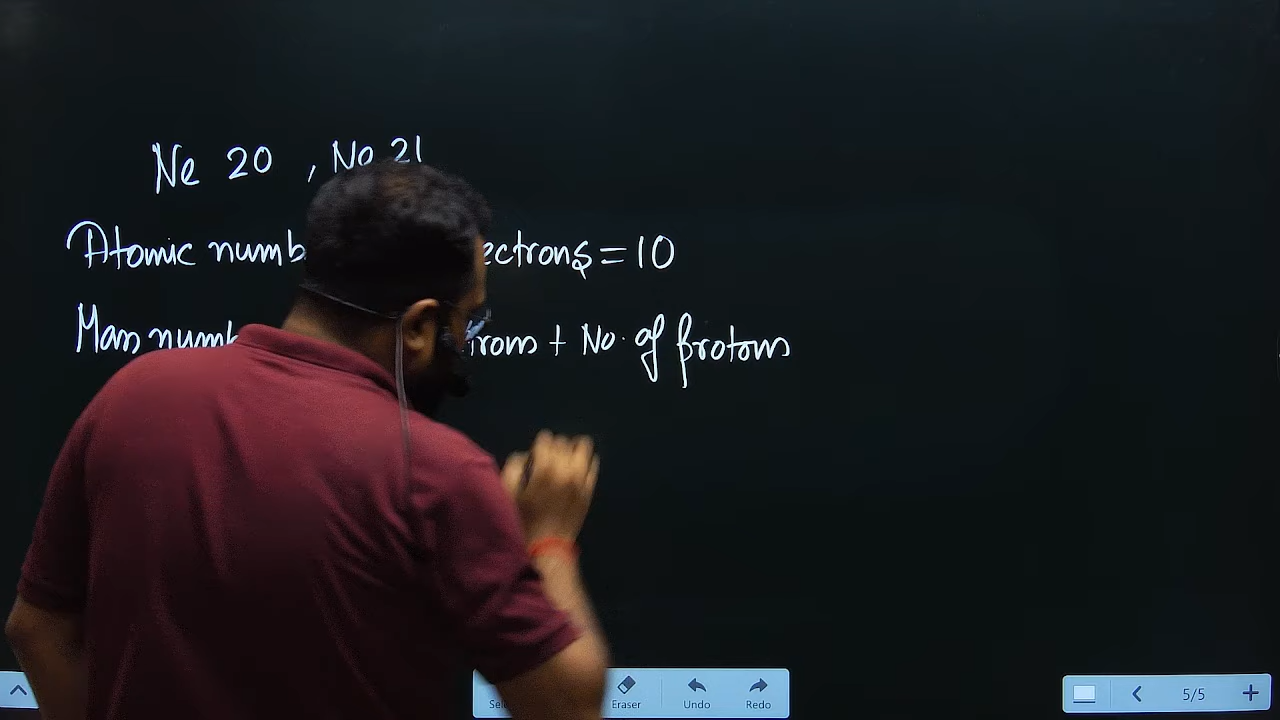 Ne 20 , Ne 21
Atomic numb ectrons = 10
Mass numb trons + No. of protons
Eraser Undo Redo
5/5